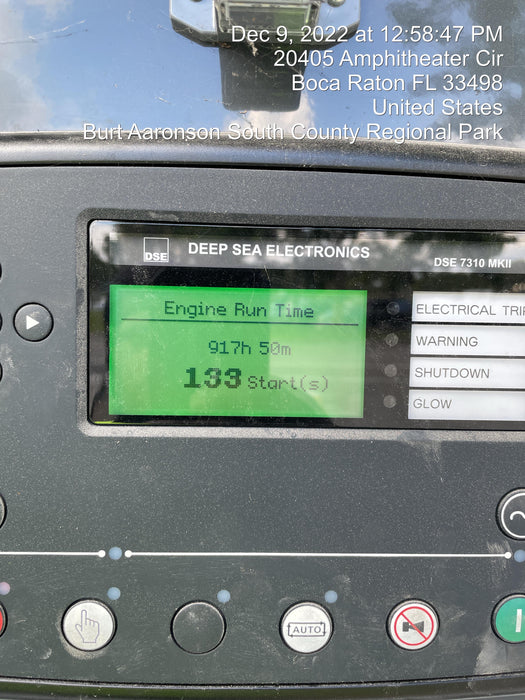 Dec 9, 2022 at 12:58:47 PM
20405 Amphitheater Cir
Boca Raton FL 33498
United States
Burt Aaronson South County Regional Park
DSE
DEEP SEA ELECTRONICS
DSE 7310 MKII
Engine Run Time
917h 50m
133 Start(s)
ELECTRICAL TRI
WARNING
SHUTDOWN
GLOW
AUTO